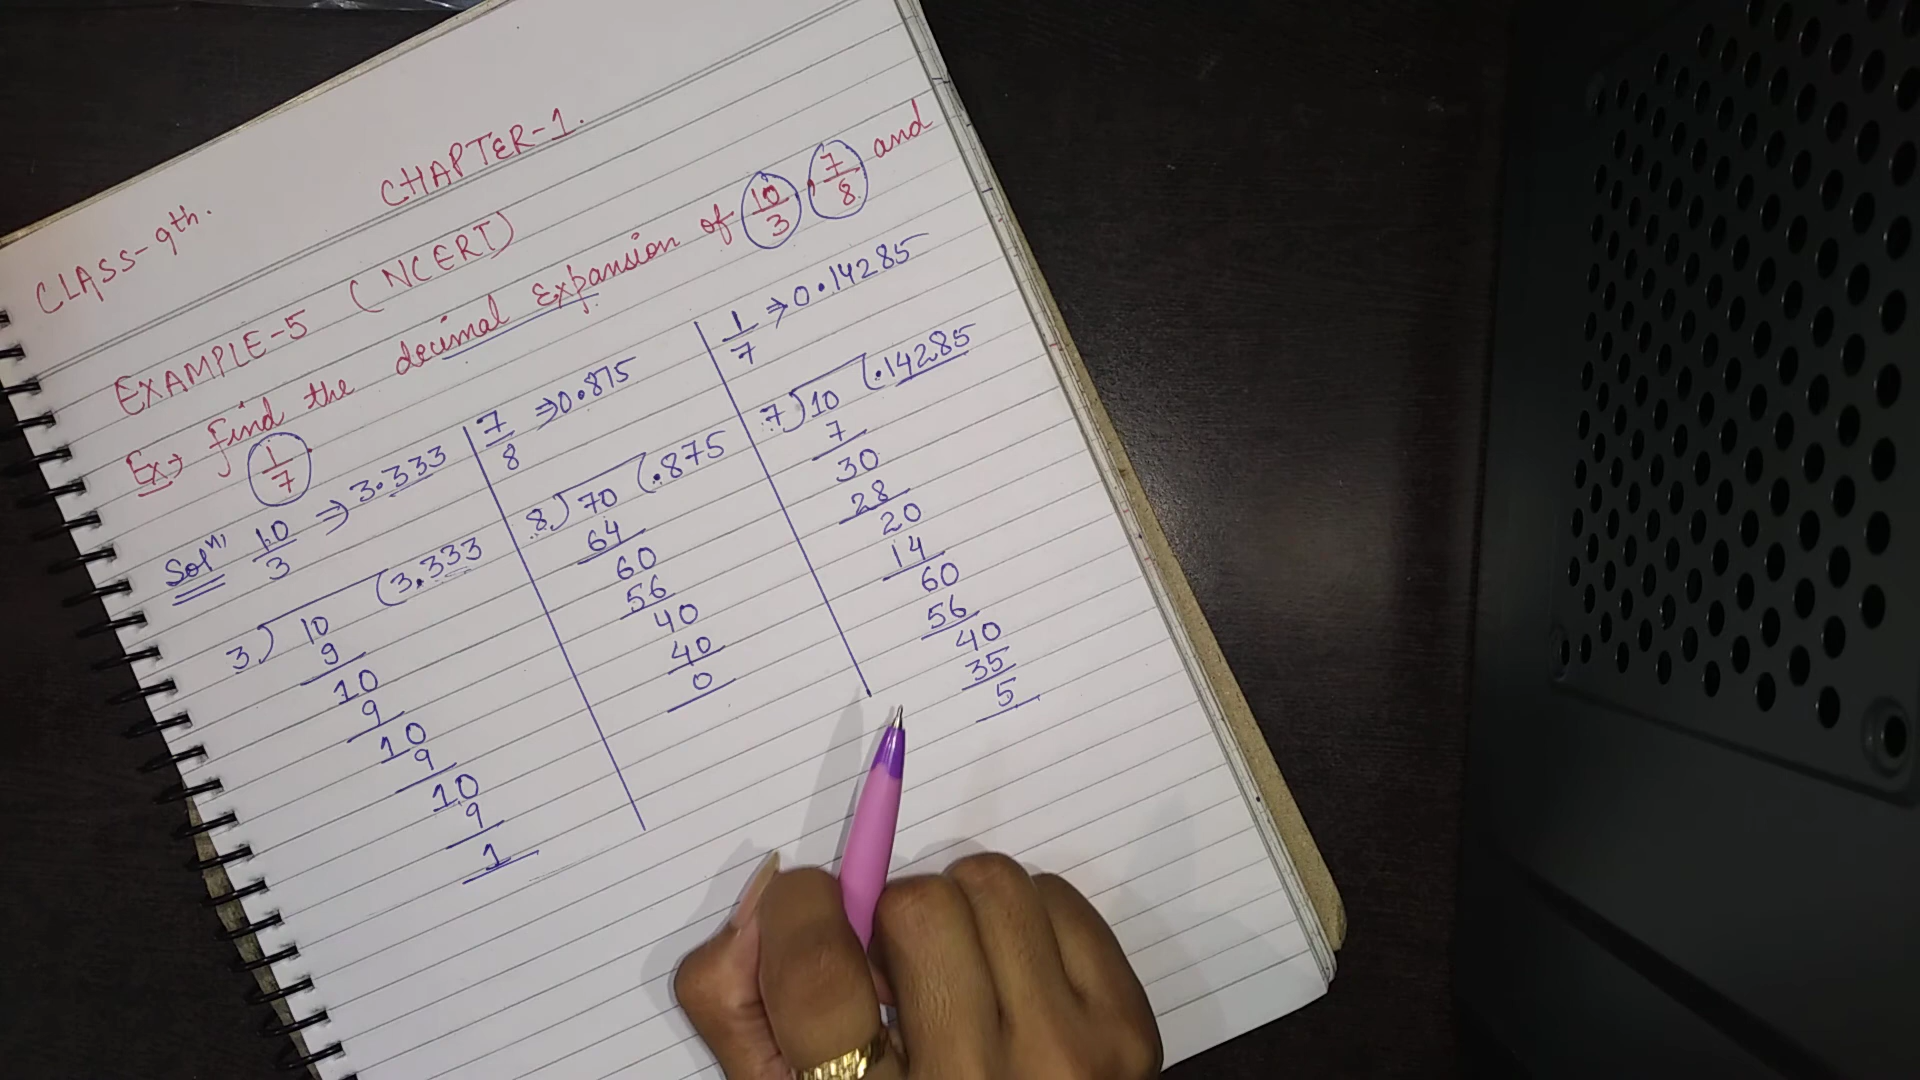 CLASS-9th.
CHAPTER-1.
EXAMPLE-5 (NCERT)
Ex→ Find the decimal expansion of 10/3, 7/8 and
1/7.
Solⁿ, 10/3 ⇒ 3.333
3) 10 (3.333
9
10
9
10
9
10
9
1
7/8 ⇒ 0.875
8) 70 (.875
64
60
56
40
40
0
1/7 ⇒ 0.14285
7) 10 (.14285
7
30
28
20
14
60
56
40
35
5